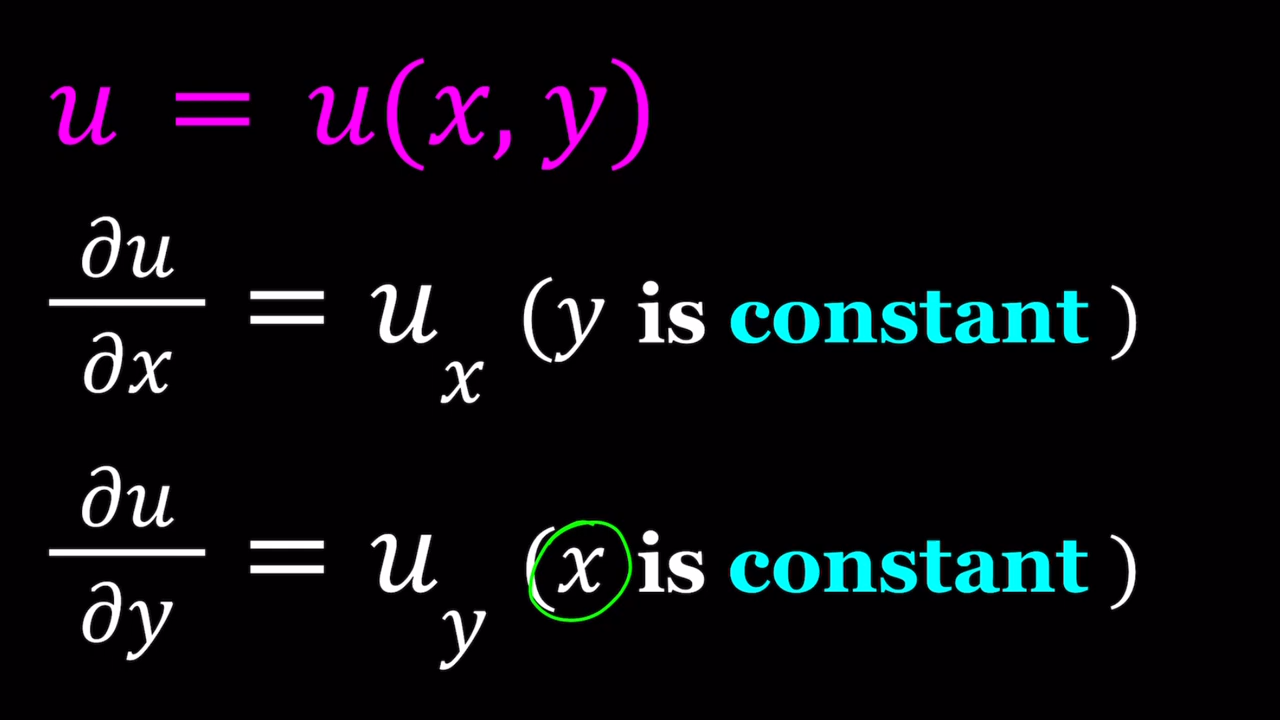 u = u(x, y)
∂u/∂x = u_x (y is constant )
∂u/∂y = u_y (x is constant )